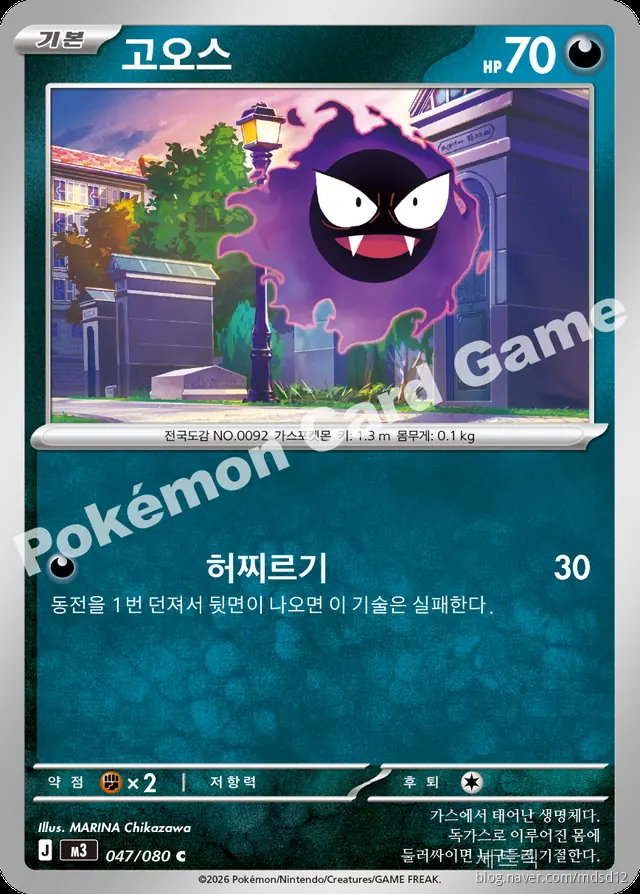 기본 고오스 HP 70
전국도감 NO.0092 가스포켓몬 키: 1.3 m 몸무게: 0.1 kg
Pokémon Card Game
허찌르기 30
동전을 1번 던져서 뒷면이 나오면 이 기술은 실패한다.
약점 ×2 저항력 후퇴
Illus. MARINA Chikazawa
J m3 047/080 C
가스에서 태어난 생명체다.
독가스로 이루어진 몸에
둘러싸이면 누구든지 기절한다.
세드릭
blog.naver.com/mdsd12
©2026 Pokémon/Nintendo/Creatures/GAME FREAK.